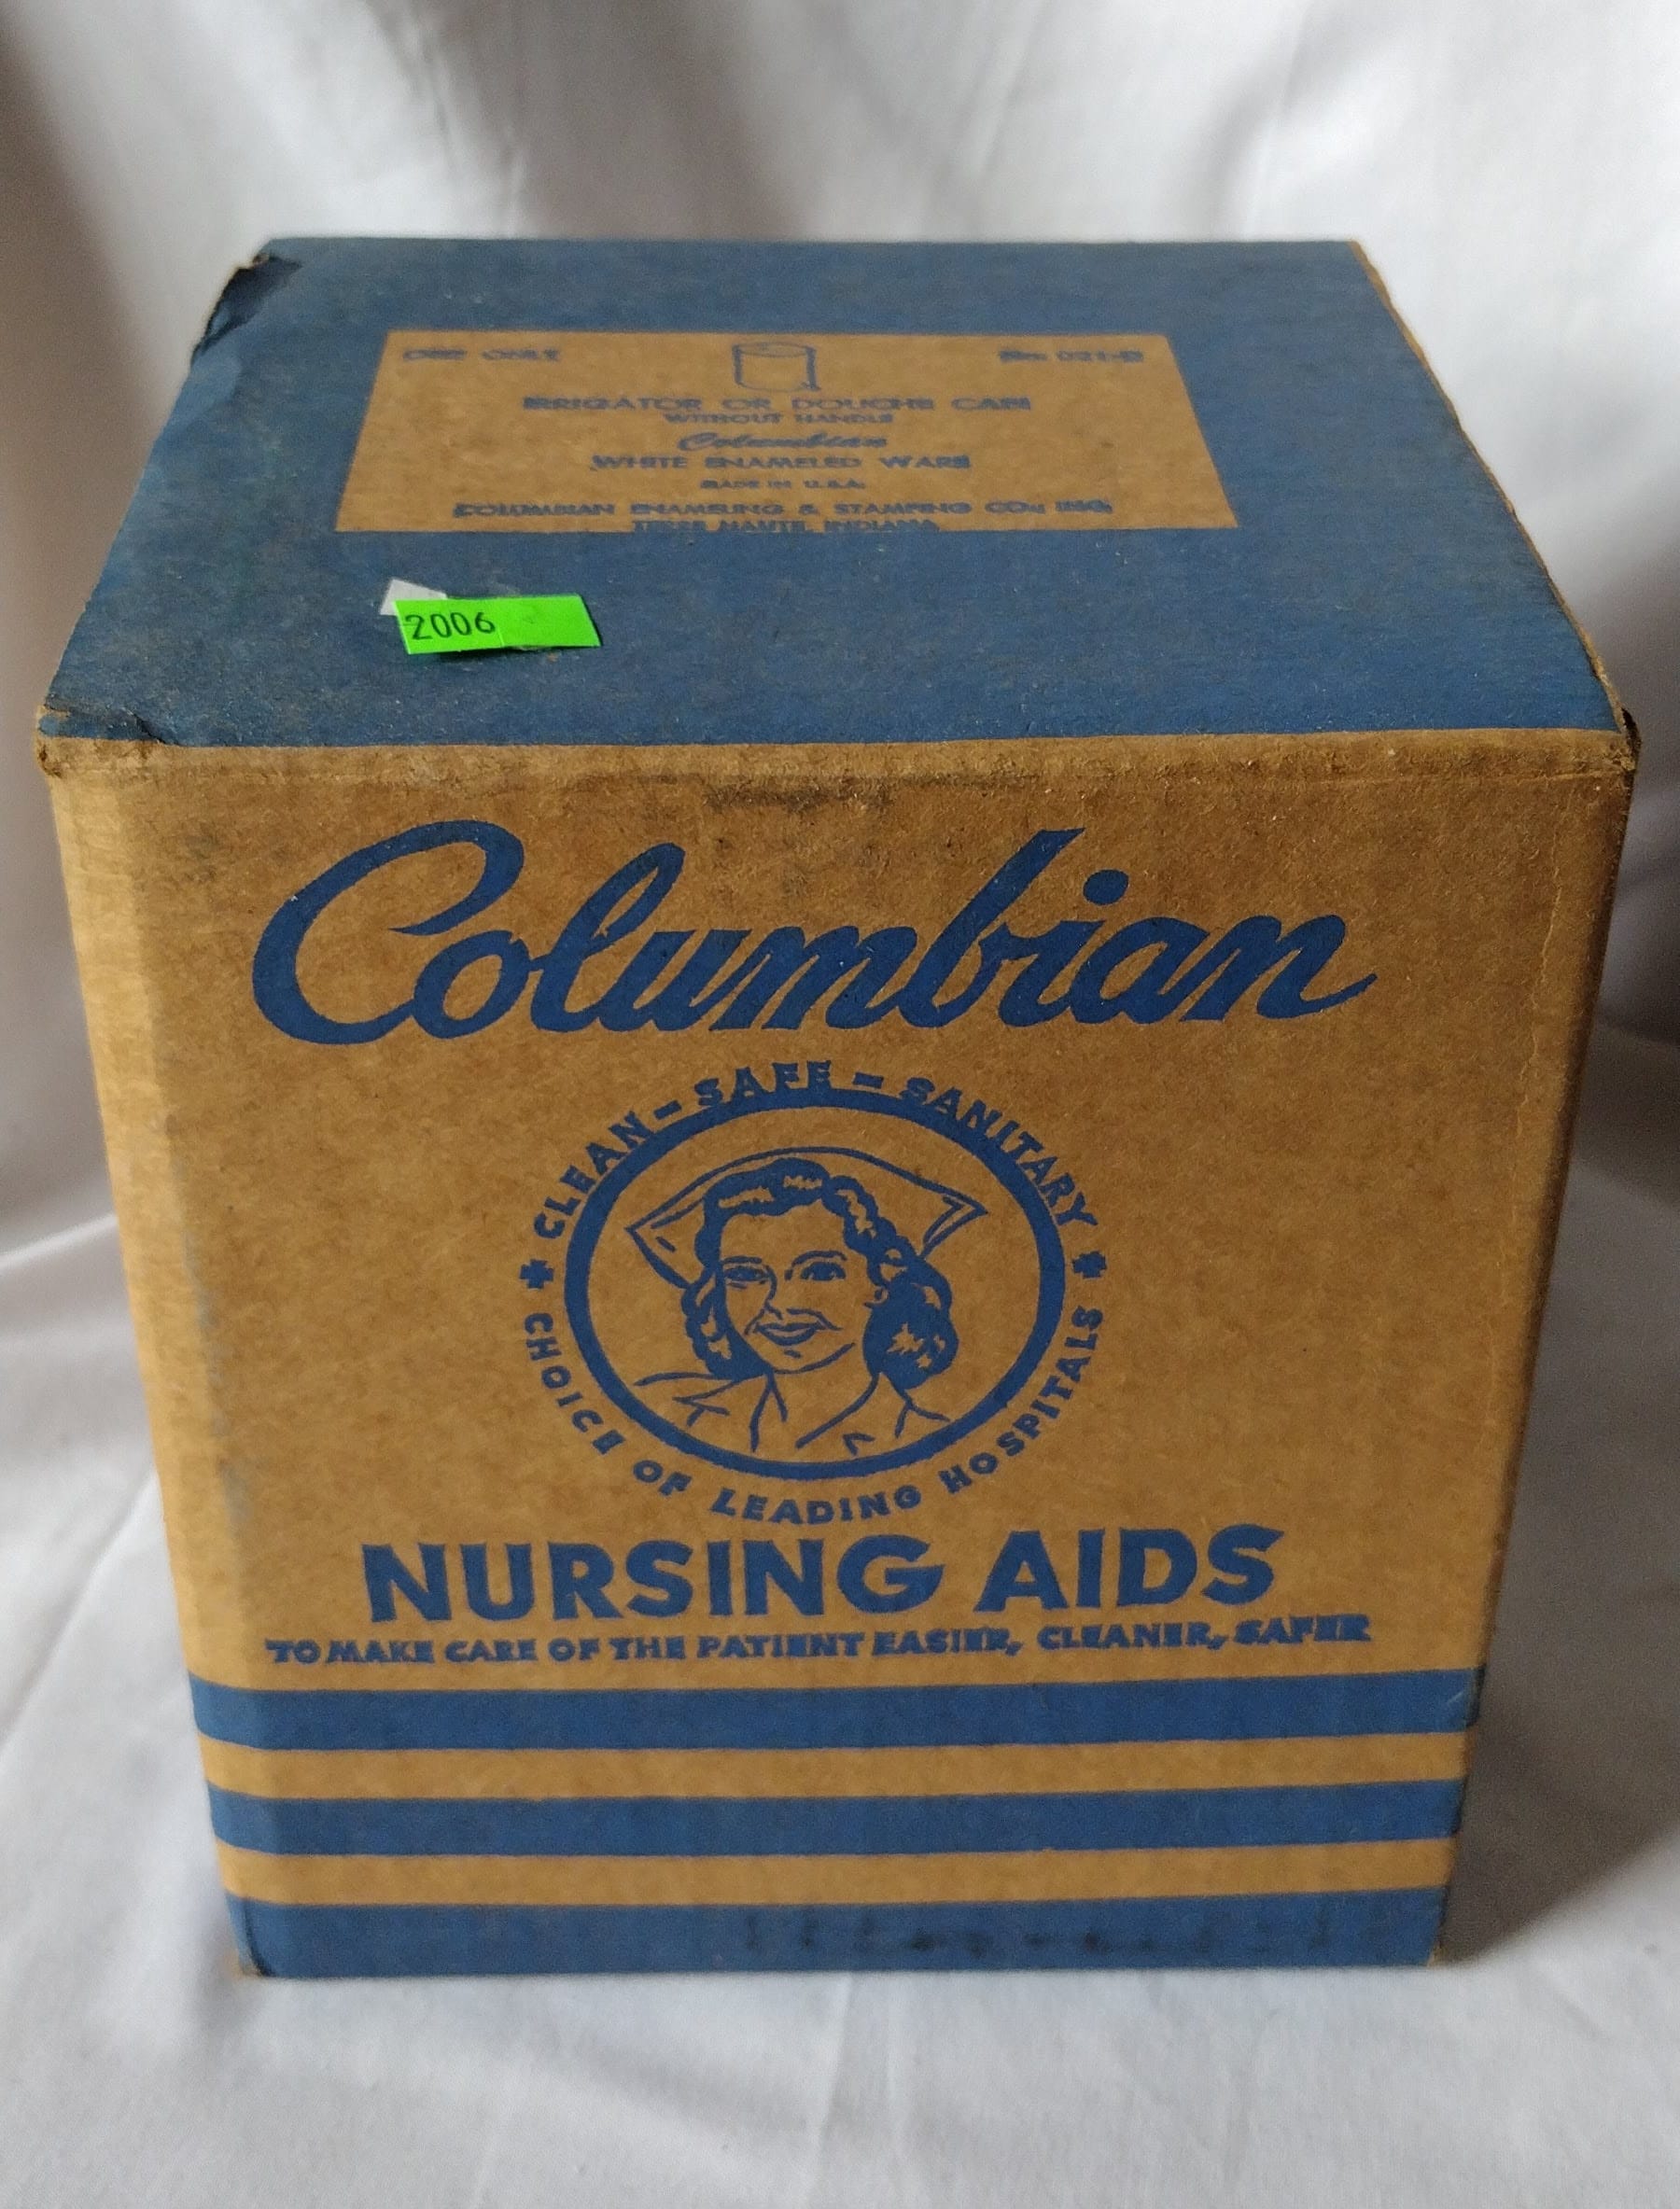 ONE ONLY
IRRIGATOR OR DOUCHE CAN
WITHOUT HANDLE
Columbian
WHITE ENAMELED WARE
MADE IN U.S.A.
COLUMBIAN ENAMELING & STAMPING CO., INC.
TERRE HAUTE, INDIANA
2006
Columbian
CLEAN - SAFE - SANITARY
CHOICE OF LEADING HOSPITALS
NURSING AIDS
TO MAKE CARE OF THE PATIENT EASIER, CLEANER, SAFER